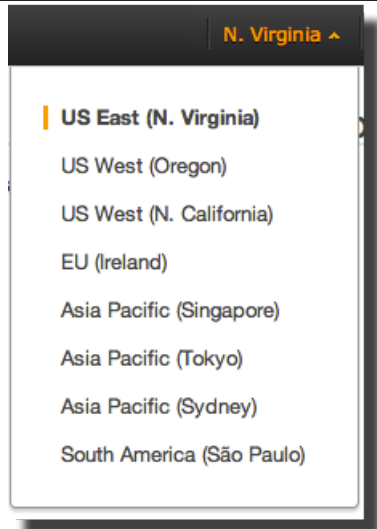 N. Virginia
US East (N. Virginia)
US West (Oregon)
US West (N. California)
EU (Ireland)
Asia Pacific (Singapore)
Asia Pacific (Tokyo)
Asia Pacific (Sydney)
South America (São Paulo)